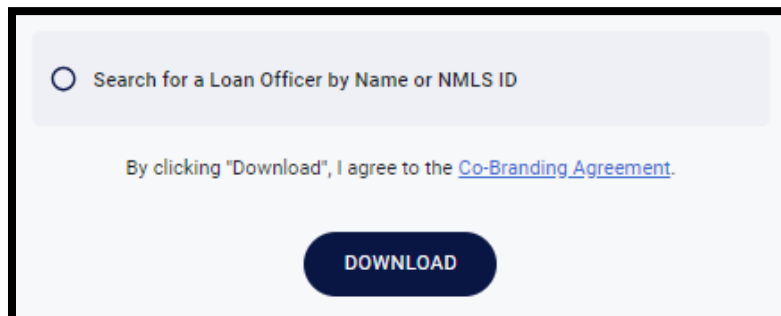 Search for a Loan Officer by Name or NMLS ID
By clicking "Download", I agree to the Co-Branding Agreement.
DOWNLOAD